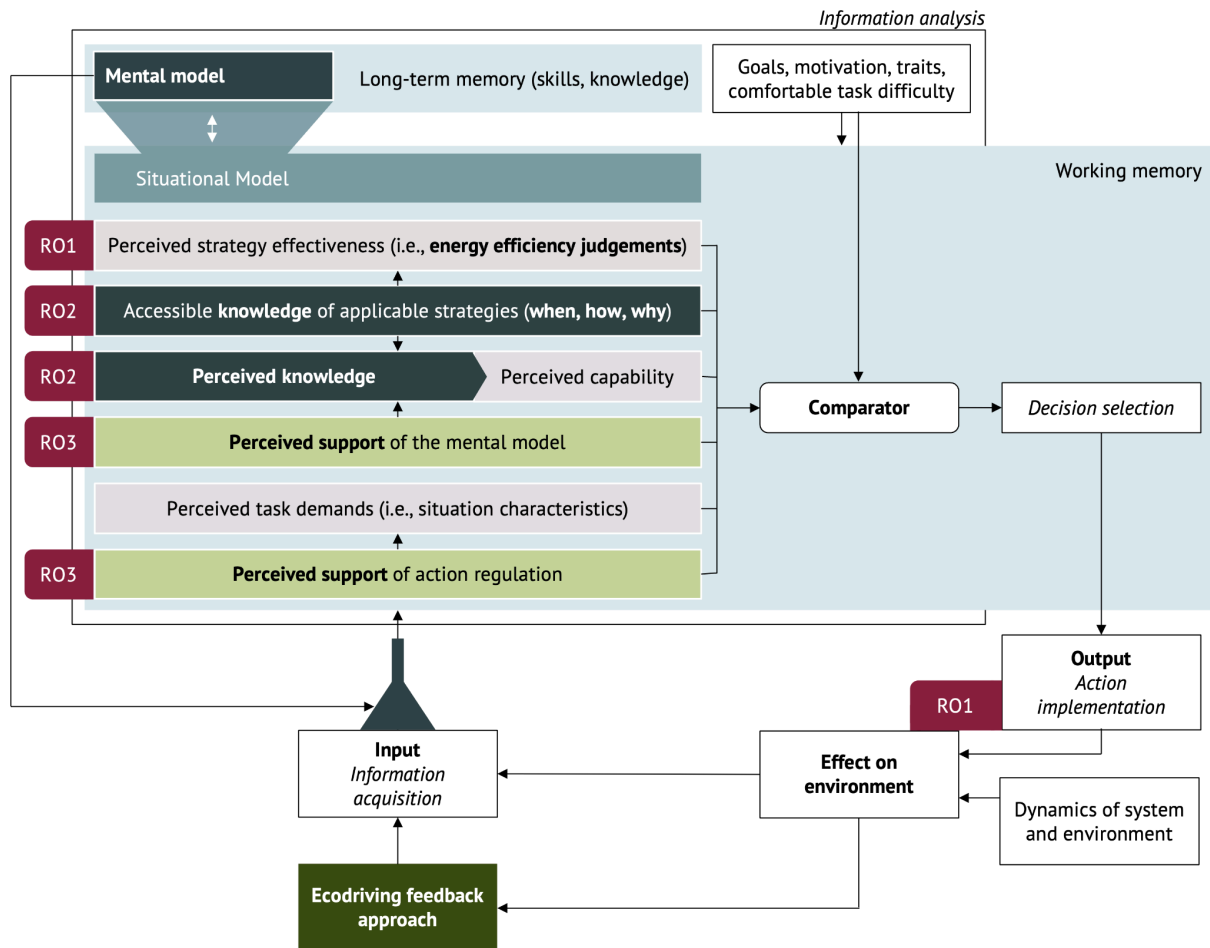 Information analysis
Mental model
Long-term memory (skills, knowledge)
Goals, motivation, traits,
comfortable task difficulty
Working memory
Situational Model
RO1
Perceived strategy effectiveness (i.e., energy efficiency judgements)
RO2
Accessible knowledge of applicable strategies (when, how, why)
RO2
Perceived knowledge
Perceived capability
Comparator
Decision selection
RO3
Perceived support of the mental model
Perceived task demands (i.e., situation characteristics)
RO3
Perceived support of action regulation
Output
Action
implementation
RO1
Input
Information
acquisition
Effect on
environment
Dynamics of system
and environment
Ecodriving feedback
approach